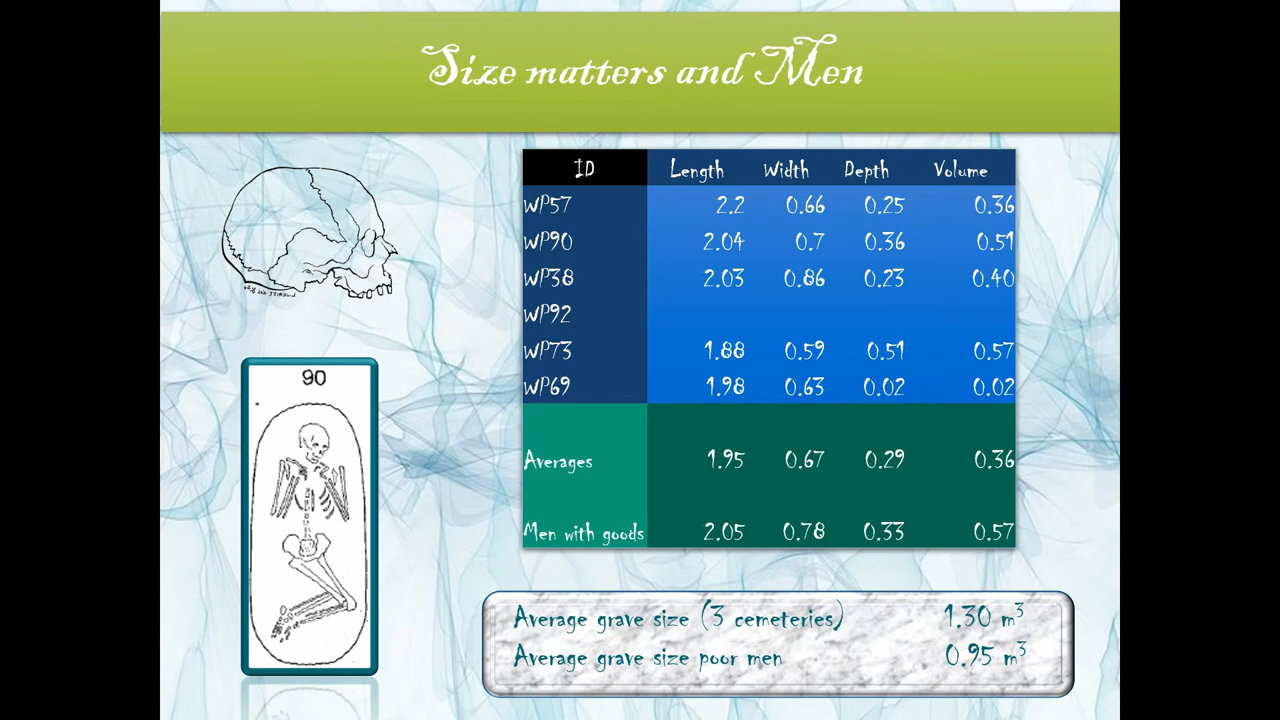 Size matters and Men
ID Length Width Depth Volume
WP57 2.2 0.66 0.25 0.36
WP90 2.04 0.7 0.36 0.51
WP38 2.03 0.86 0.23 0.40
WP92
WP73 1.88 0.59 0.51 0.57
WP69 1.98 0.63 0.02 0.02
Averages 1.95 0.67 0.29 0.36
Men with goods 2.05 0.78 0.33 0.57
90
Average grave size (3 cemeteries) 1.30 m³
Average grave size poor men 0.95 m³